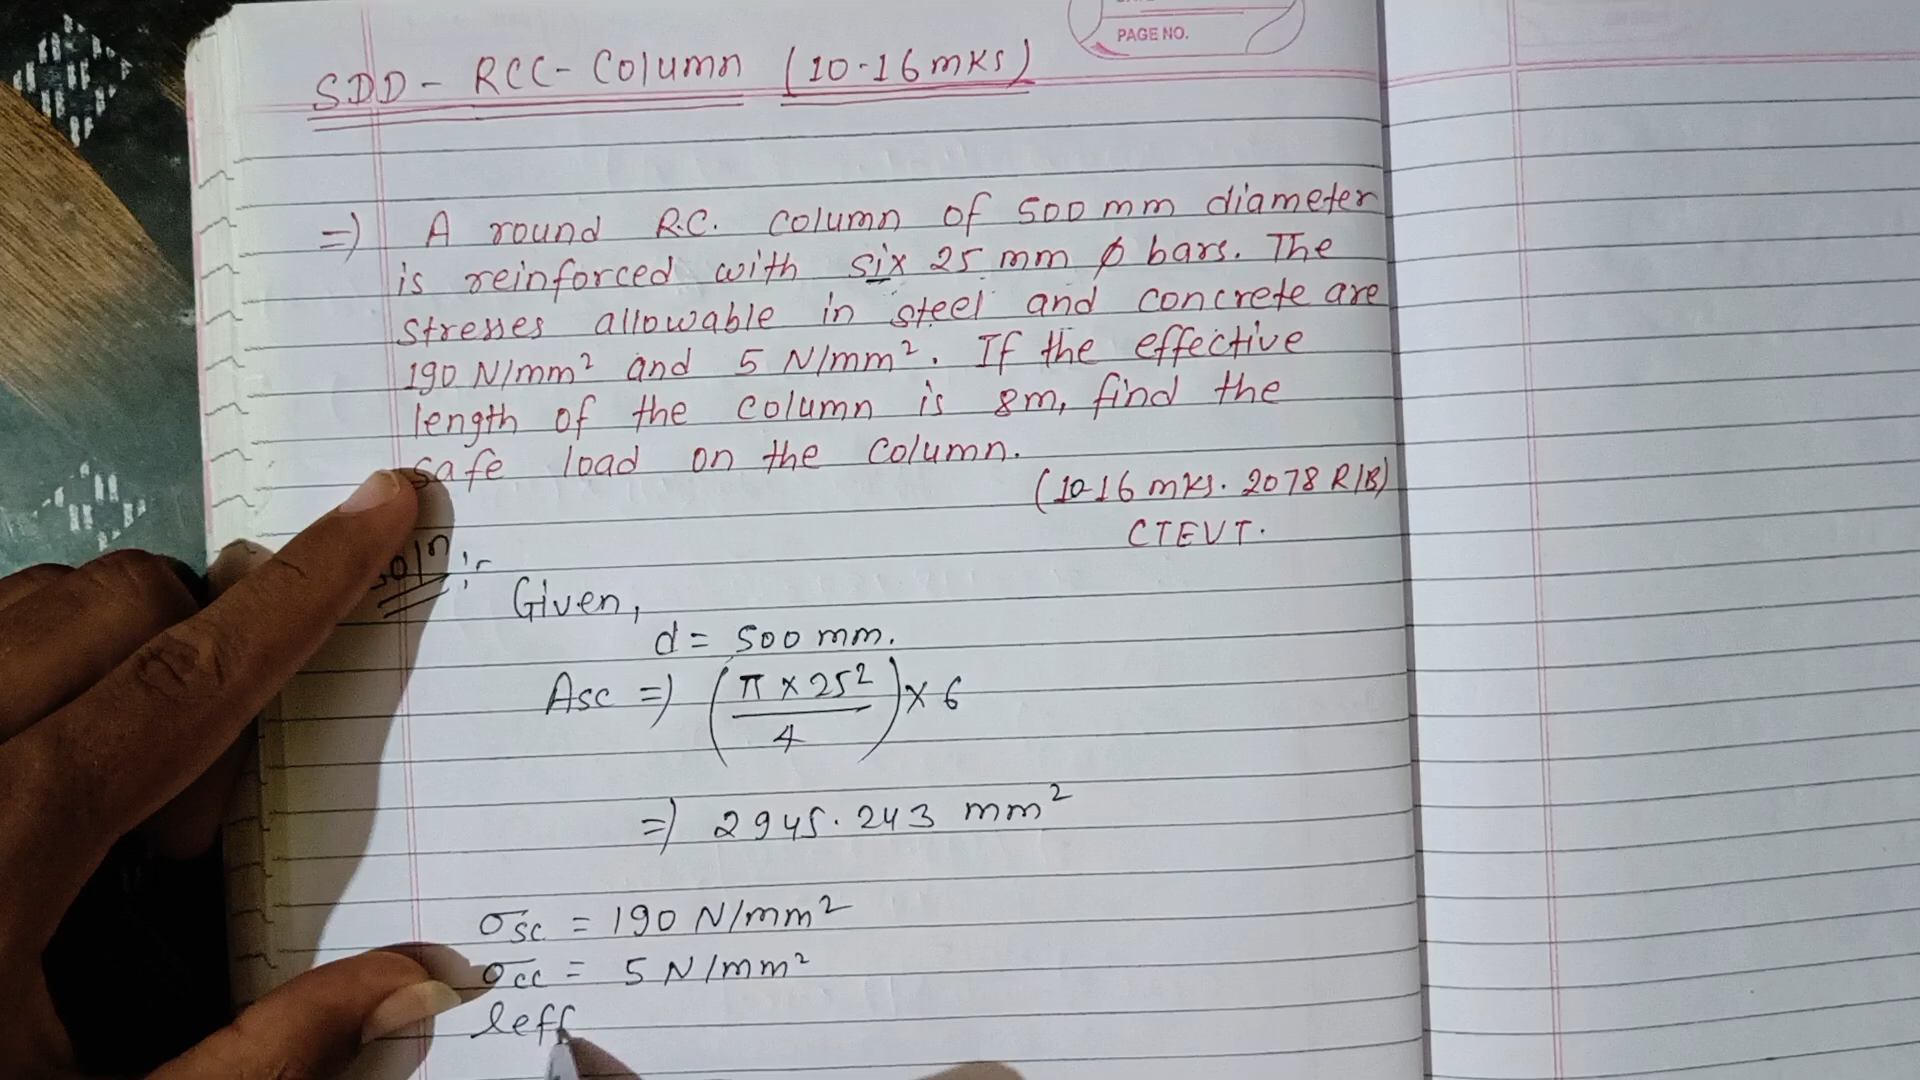 PAGE NO.
SDD - RCC - Column (10-16 mks)
=) A round R.C. column of 500 mm diameter
is reinforced with six 25 mm ϕ bars. The
stresses allowable in steel and concrete are
190 N/mm² and 5 N/mm². If the effective
length of the column is 8m, find the
safe load on the column.
(10-16 mks. 2078 R/B)
CTEVT.
Soln :-
Given,
d = 500 mm.
Asc =) (π × 25² / 4) × 6
=) 2945.243 mm²
σsc = 190 N/mm²
σcc = 5 N/mm²
leff